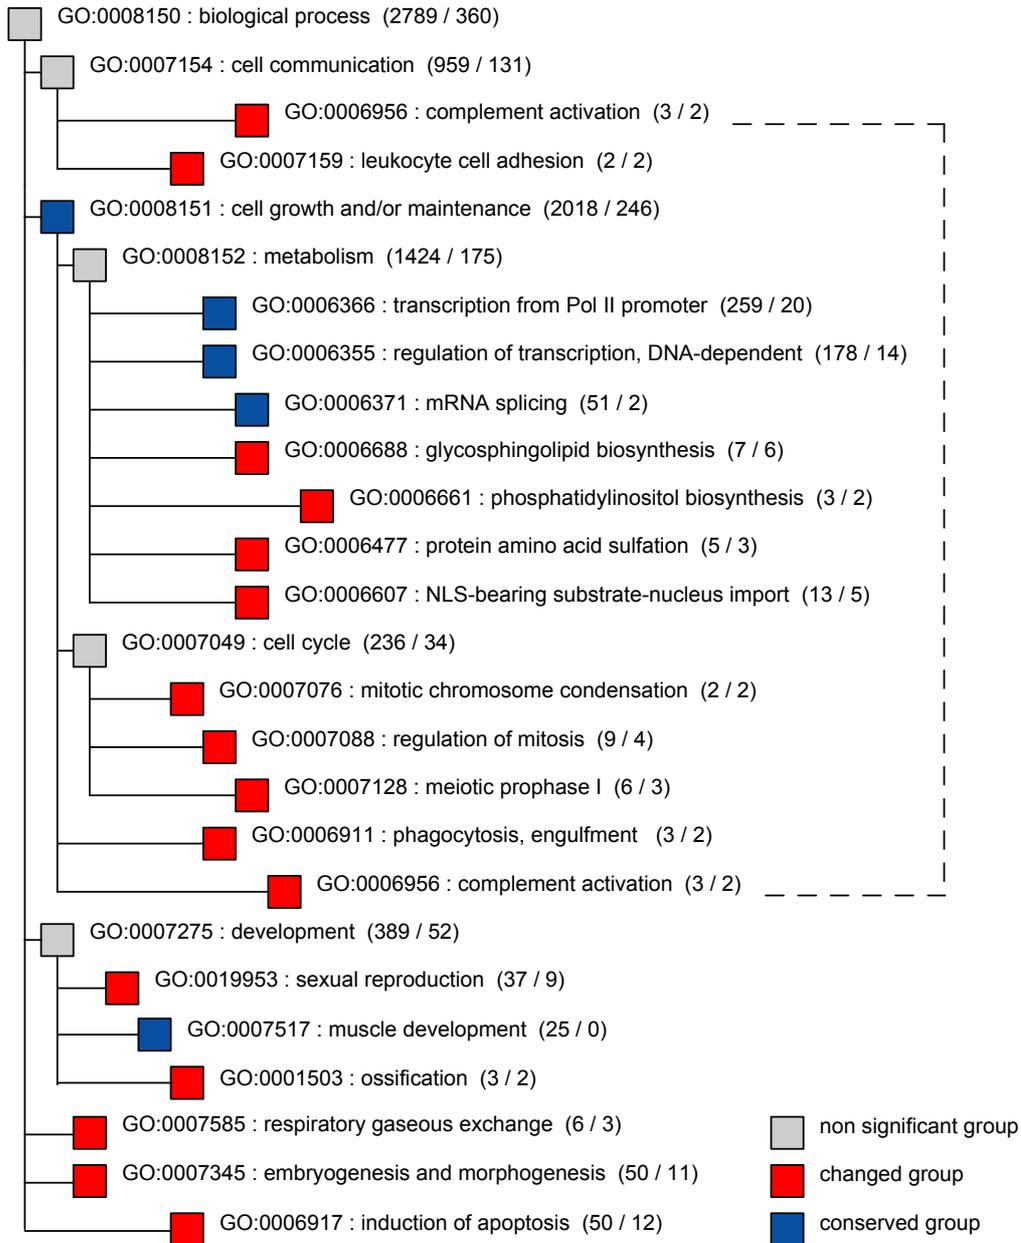 GO:0008150 : biological process (2789 / 360)
GO:0007154 : cell communication (959 / 131)
GO:0006956 : complement activation (3 / 2)
GO:0007159 : leukocyte cell adhesion (2 / 2)
GO:0008151 : cell growth and/or maintenance (2018 / 246)
GO:0008152 : metabolism (1424 / 175)
GO:0006366 : transcription from Pol II promoter (259 / 20)
GO:0006355 : regulation of transcription, DNA-dependent (178 / 14)
GO:0006371 : mRNA splicing (51 / 2)
GO:0006688 : glycosphingolipid biosynthesis (7 / 6)
GO:0006661 : phosphatidylinositol biosynthesis (3 / 2)
GO:0006477 : protein amino acid sulfation (5 / 3)
GO:0006607 : NLS-bearing substrate-nucleus import (13 / 5)
GO:0007049 : cell cycle (236 / 34)
GO:0007076 : mitotic chromosome condensation (2 / 2)
GO:0007088 : regulation of mitosis (9 / 4)
GO:0007128 : meiotic prophase I (6 / 3)
GO:0006911 : phagocytosis, engulfment (3 / 2)
GO:0006956 : complement activation (3 / 2)
GO:0007275 : development (389 / 52)
GO:0019953 : sexual reproduction (37 / 9)
GO:0007517 : muscle development (25 / 0)
GO:0001503 : ossification (3 / 2)
GO:0007585 : respiratory gaseous exchange (6 / 3)
GO:0007345 : embryogenesis and morphogenesis (50 / 11)
GO:0006917 : induction of apoptosis (50 / 12)
non significant group
changed group
conserved group